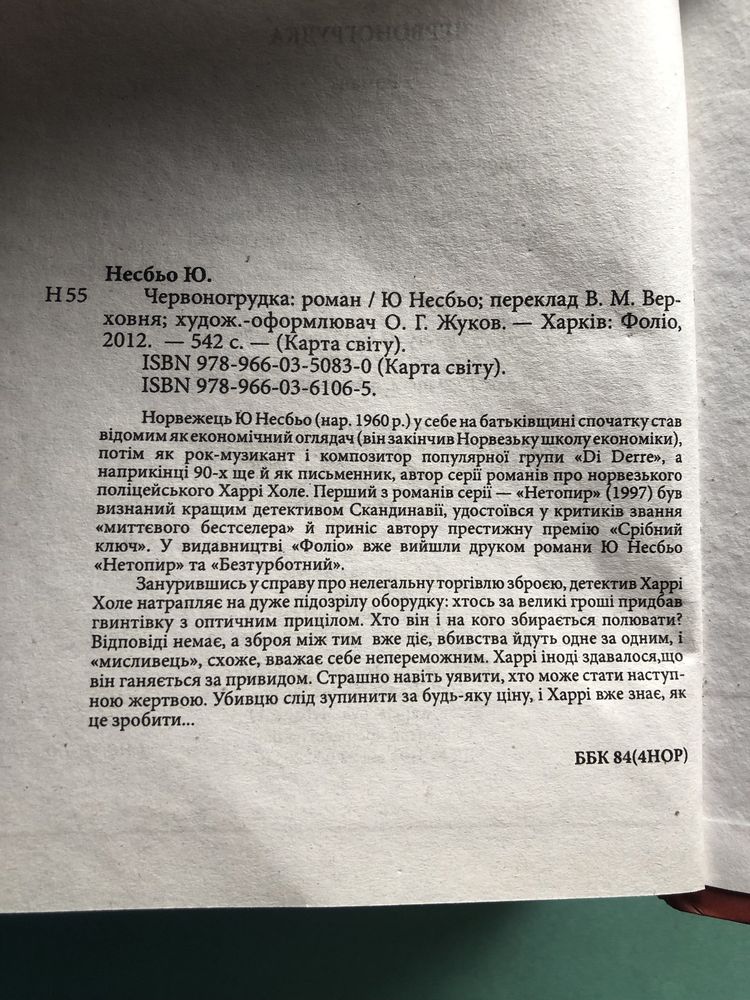 Несбьо Ю.
Н 55 Червоногрудка: роман / Ю Несбьо; переклад В. М. Вер-
ховня; худож.-оформлювач О. Г. Жуков. — Харків: Фоліо,
2012. — 542 с. — (Карта світу).
ISBN 978-966-03-5083-0 (Карта світу).
ISBN 978-966-03-6106-5.
Норвежець Ю Несбьо (нар. 1960 р.) у себе на батьківщині спочатку став
відомим як економічний оглядач (він закінчив Норвезьку школу економіки),
потім як рок-музикант і композитор популярної групи «Di Derre», а
наприкінці 90-х ще й як письменник, автор серії романів про норвезького
поліцейського Харрі Холе. Перший з романів серії — «Нетопир» (1997) був
визнаний кращим детективом Скандинавії, удостоївся у критиків звання
«миттєвого бестселера» й приніс автору престижну премію «Срібний
ключ». У видавництві «Фоліо» вже вийшли друком романи Ю Несбьо
«Нетопир» та «Безтурботний».
Занурившись у справу про нелегальну торгівлю зброєю, детектив Харрі
Холе натрапляє на дуже підозрілу оборудку: хтось за великі гроші придбав
гвинтівку з оптичним прицілом. Хто він і на кого збирається полювати?
Відповіді немає, а зброя між тим вже діє, вбивства йдуть одне за одним, і
«мисливець», схоже, вважає себе непереможним. Харрі іноді здавалося,що
він ганяється за привидом. Страшно навіть уявити, хто може стати наступ-
ною жертвою. Убивцю слід зупинити за будь-яку ціну, і Харрі вже знає, як
це зробити...
ББК 84(4НОР)